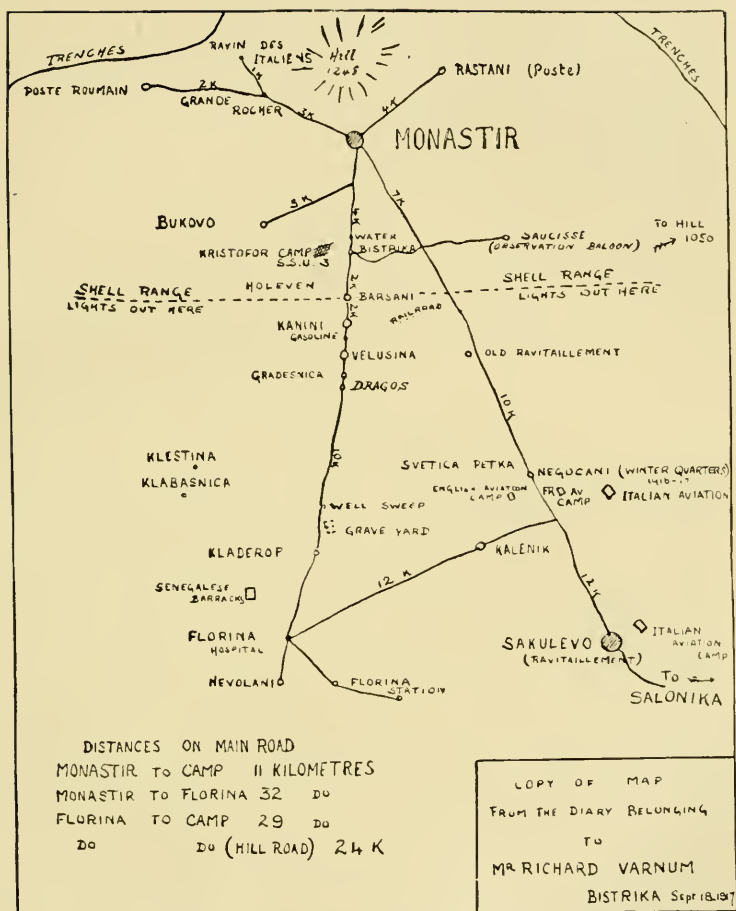 TRENCHES
RAVIN DES
ITALIENS
Hill
1248
TRENCHES
RASTANI (Poste)
POSTE ROUMAIN
2K
GRANDE
ROCHER
3K
4K
MONASTIR
7K
3K
BUKOVO
WATER
KRISTOFOR CAMP
S.S.U. 3
BISTRIKA
SAUCISSE
(OBSERVATION BALOON)
TO HILL
1050
SHELL RANGE
LIGHTS OUT HERE
HOLEVEN
2K
BARSANI
SHELL RANGE
LIGHTS OUT HERE
2K
RAILROAD
KANINI
GASOLINE
VELUSINA
OLD RAVITAILLEMENT
GRADESNICA
DRAGOS
10K
10K
KLESTINA
KLABASNICA
SVETICA PETKA
NEGOCANI (WINTER QUARTERS)
1916-17
ENGLISH AVIATION
CAMP
FR AV
CAMP
ITALIAN AVIATION
WELL SWEEP
GRAVE YARD
KLADEROP
KALENIK
12 K
12K
SENEGALESE
BARRACKS
FLORINA
HOSPITAL
SAKULEVO
(RAVITAILLEMENT)
ITALIAN
AVIATION
CAMP
NEVOLANI
FLORINA
STATION
TO
SALONIKA
DISTANCES ON MAIN ROAD
MONASTIR TO CAMP 11 KILOMETRES
MONASTIR TO FLORINA 32 DO
FLORINA TO CAMP 29 DO
DO DO (HILL ROAD) 24 K
COPY OF MAP
FROM THE DIARY BELONGING
TO
MR RICHARD VARNUM
BISTRIKA Sept 18 1917